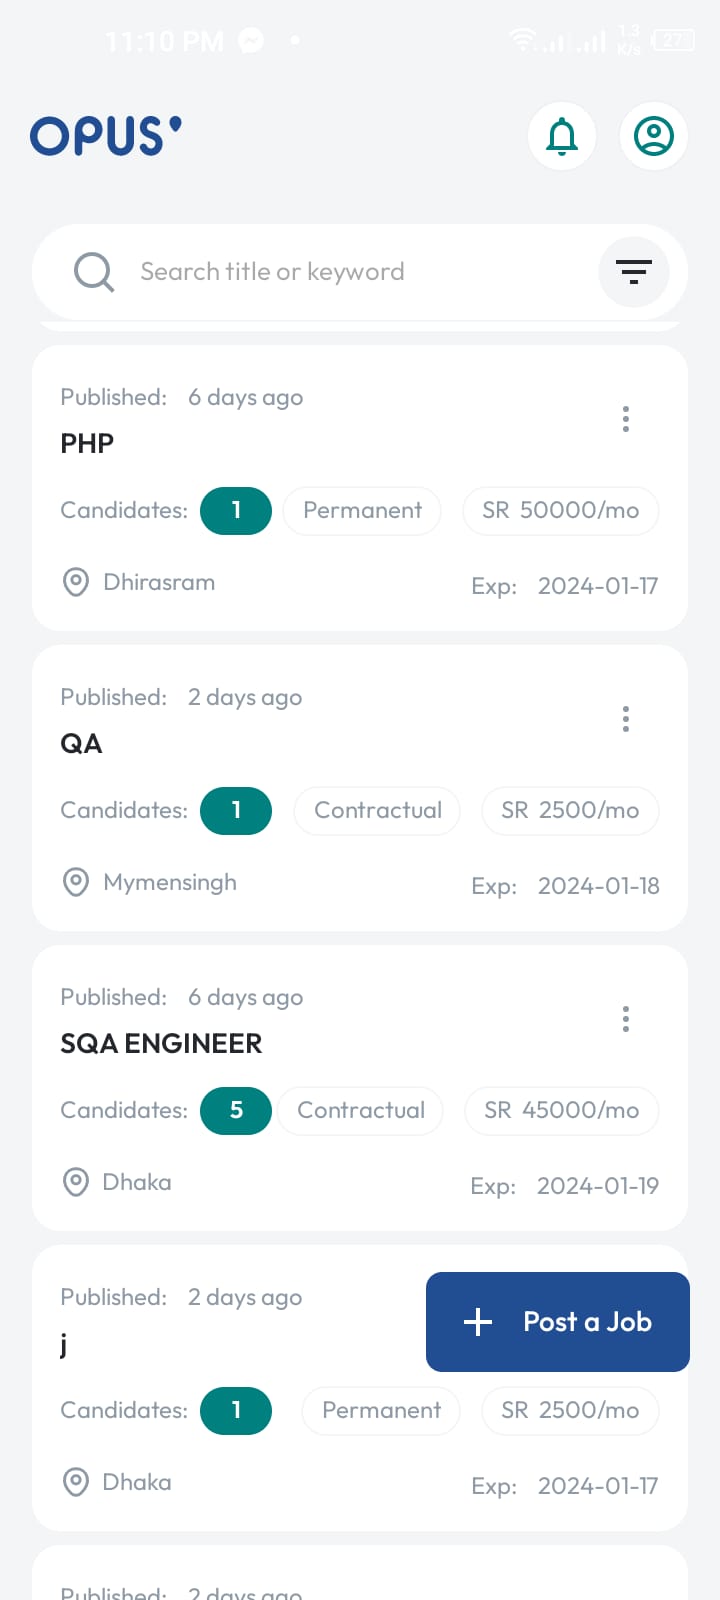 11:10 PM
1.3 K/s 27
OPUS
Search title or keyword
Published: 6 days ago
PHP
Candidates: 1 Permanent SR 50000/mo
Dhirasram Exp: 2024-01-17
Published: 2 days ago
QA
Candidates: 1 Contractual SR 2500/mo
Mymensingh Exp: 2024-01-18
Published: 6 days ago
SQA ENGINEER
Candidates: 5 Contractual SR 45000/mo
Dhaka Exp: 2024-01-19
Published: 2 days ago
+ Post a Job
j
Candidates: 1 Permanent SR 2500/mo
Dhaka Exp: 2024-01-17
Published: 2 days ago